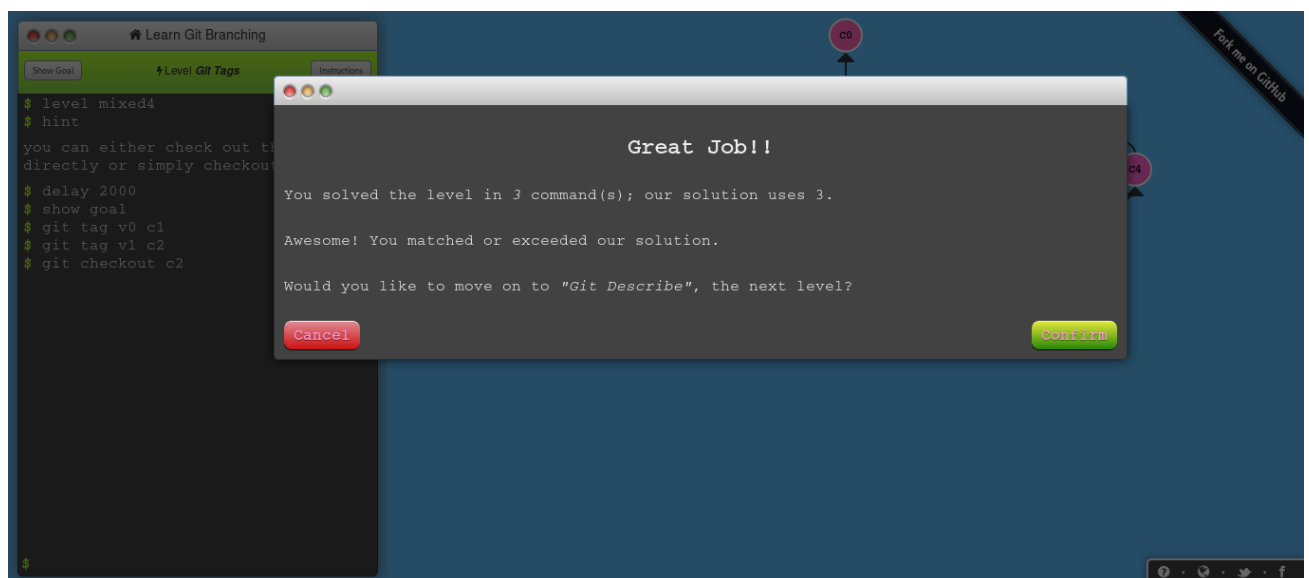 Learn Git Branching
Show Goal
Level Git Tags
Instructions
$ level mixed4
$ hint
you can either check out th
directly or simply checkout
$ delay 2000
$ show goal
$ git tag v0 c1
$ git tag v1 c2
$ git checkout c2
$
Great Job!!
You solved the level in 3 command(s); our solution uses 3.
Awesome! You matched or exceeded our solution.
Would you like to move on to "Git Describe", the next level?
Cancel
Confirm
c0
c4
Fork me on GitHub